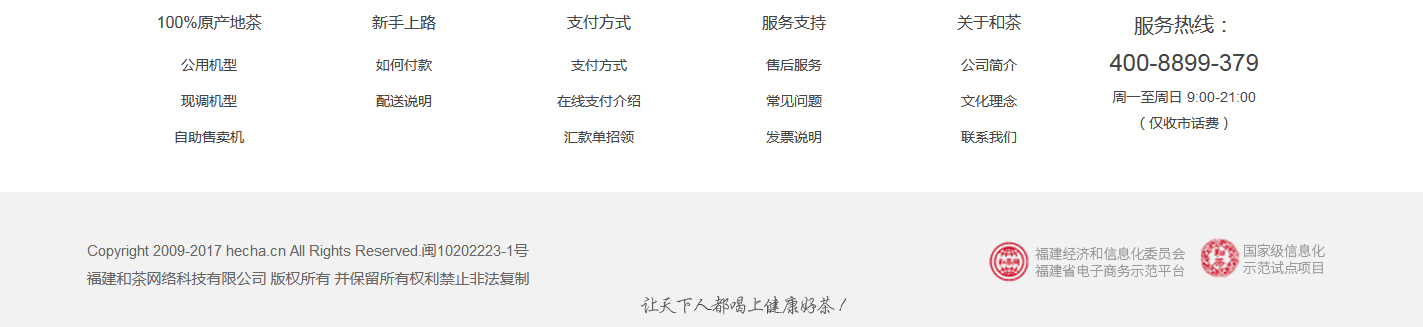 100%原产地茶
公用机型
现调机型
自助售卖机
新手上路
如何付款
配送说明
支付方式
支付方式
在线支付介绍
汇款单招领
服务支持
售后服务
常见问题
发票说明
关于和茶
公司简介
文化理念
联系我们
服务热线：
400-8899-379
周一至周日 9:00-21:00
（仅收市话费）
Copyright 2009-2017 hecha.cn All Rights Reserved.闽10202223-1号
福建和茶网络科技有限公司 版权所有 并保留所有权利禁止非法复制
和茶网
福建经济和信息化委员会
福建省电子商务示范平台
和茶
国家级信息化
示范试点项目
让天下人都喝上健康好茶！